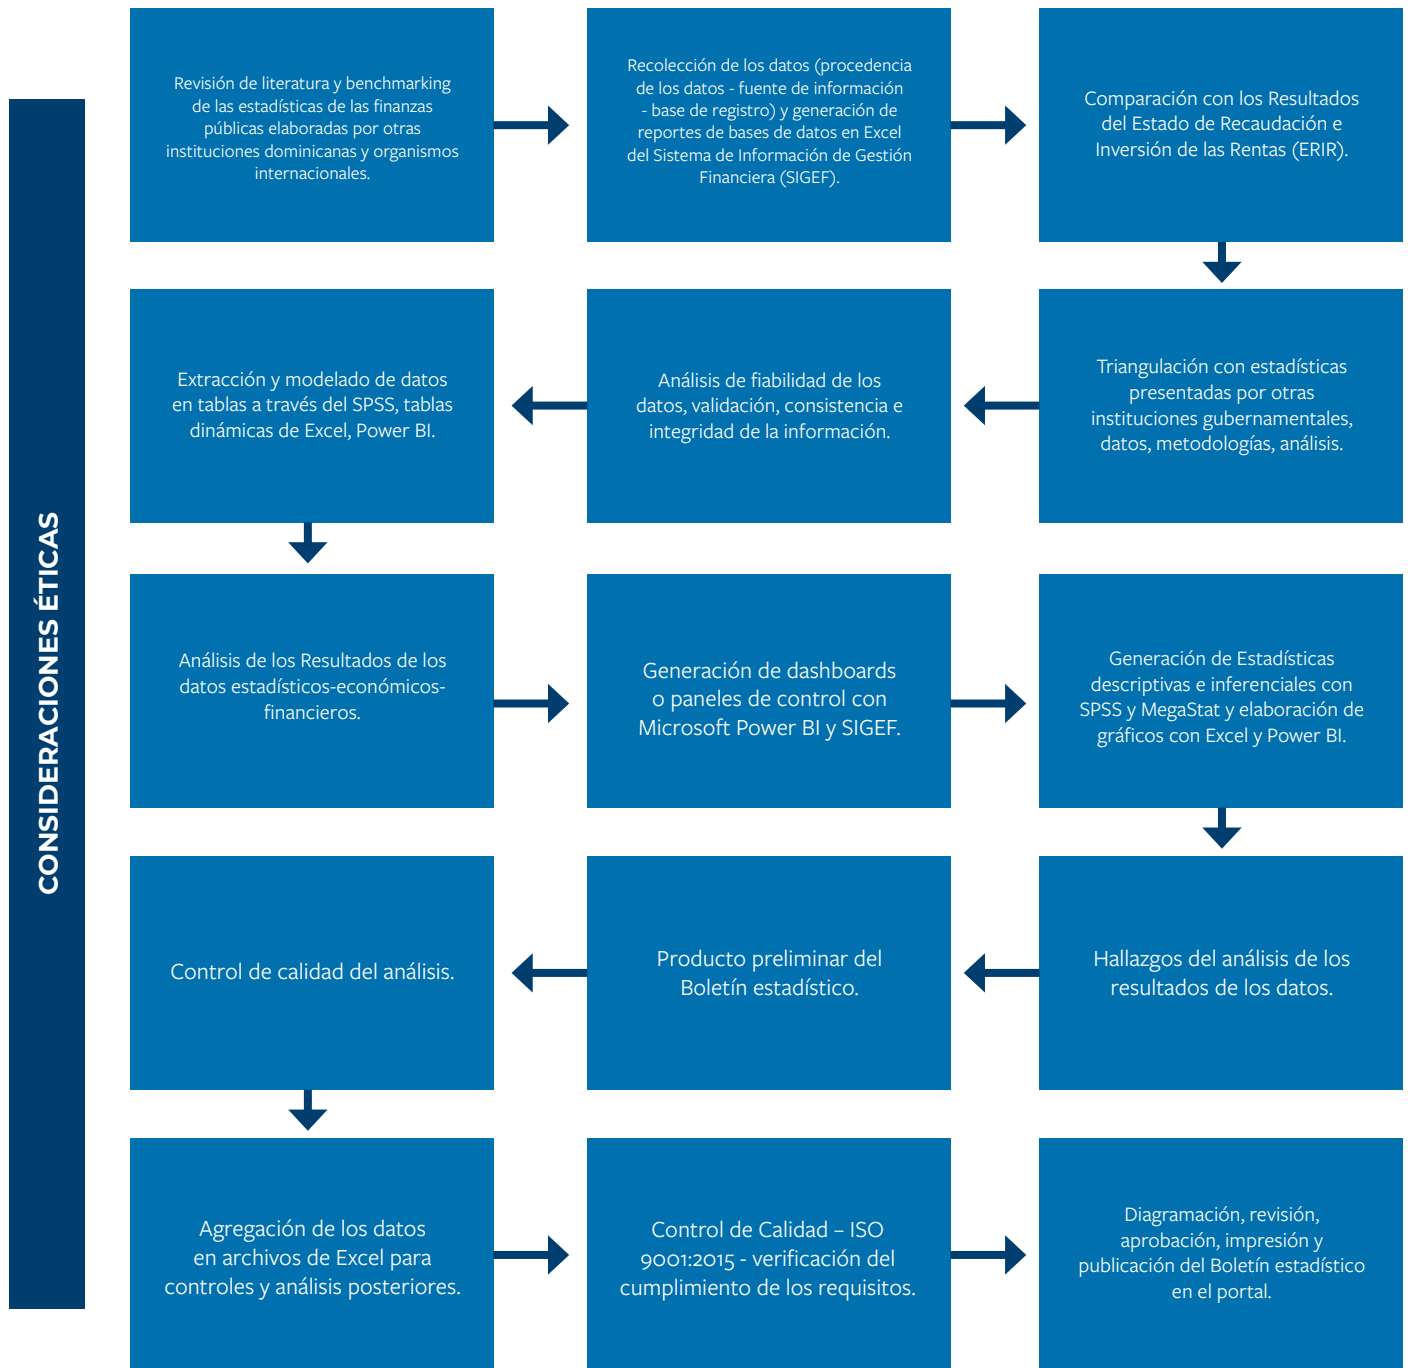 CONSIDERACIONES ÉTICAS
Revisión de literatura y benchmarking
de las estadísticas de las finanzas
públicas elaboradas por otras
instituciones dominicanas y organismos
internacionales.
Recolección de los datos (procedencia
de los datos - fuente de información
- base de registro) y generación de
reportes de bases de datos en Excel
del Sistema de Información de Gestión
Financiera (SIGEF).
Comparación con los Resultados
del Estado de Recaudación e
Inversión de las Rentas (ERIR).
Triangulación con estadísticas
presentadas por otras
instituciones gubernamentales,
datos, metodologías, análisis.
Análisis de fiabilidad de los
datos, validación, consistencia e
integridad de la información.
Extracción y modelado de datos
en tablas a través del SPSS, tablas
dinámicas de Excel, Power BI.
Análisis de los Resultados de los
datos estadísticos-económicos-
financieros.
Generación de dashboards
o paneles de control con
Microsoft Power BI y SIGEF.
Generación de Estadísticas
descriptivas e inferenciales con
SPSS y MegaStat y elaboración de
gráficos con Excel y Power BI.
Hallazgos del análisis de los
resultados de los datos.
Producto preliminar del
Boletín estadístico.
Control de calidad del análisis.
Agregación de los datos
en archivos de Excel para
controles y análisis posteriores.
Control de Calidad – ISO
9001:2015 - verificación del
cumplimiento de los requisitos.
Diagramación, revisión,
aprobación, impresión y
publicación del Boletín estadístico
en el portal.